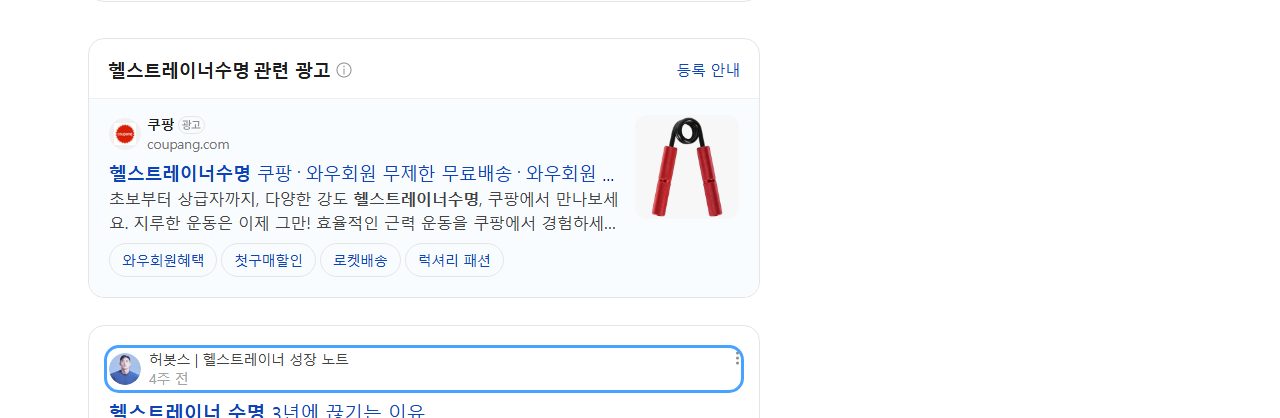 헬스트레이너수명 관련 광고
등록 안내
쿠팡 광고
coupang
coupang.com
헬스트레이너수명 쿠팡 · 와우회원 무제한 무료배송 · 와우회원 ...
초보부터 상급자까지, 다양한 강도 헬스트레이너수명, 쿠팡에서 만나보세
요. 지루한 운동은 이제 그만! 효율적인 근력 운동을 쿠팡에서 경험하세...
와우회원혜택 첫구매할인 로켓배송 럭셔리 패션
허봇스 | 헬스트레이너 성장 노트
4주 전
헬스트레이너 수명 3년에 끊기는 이유